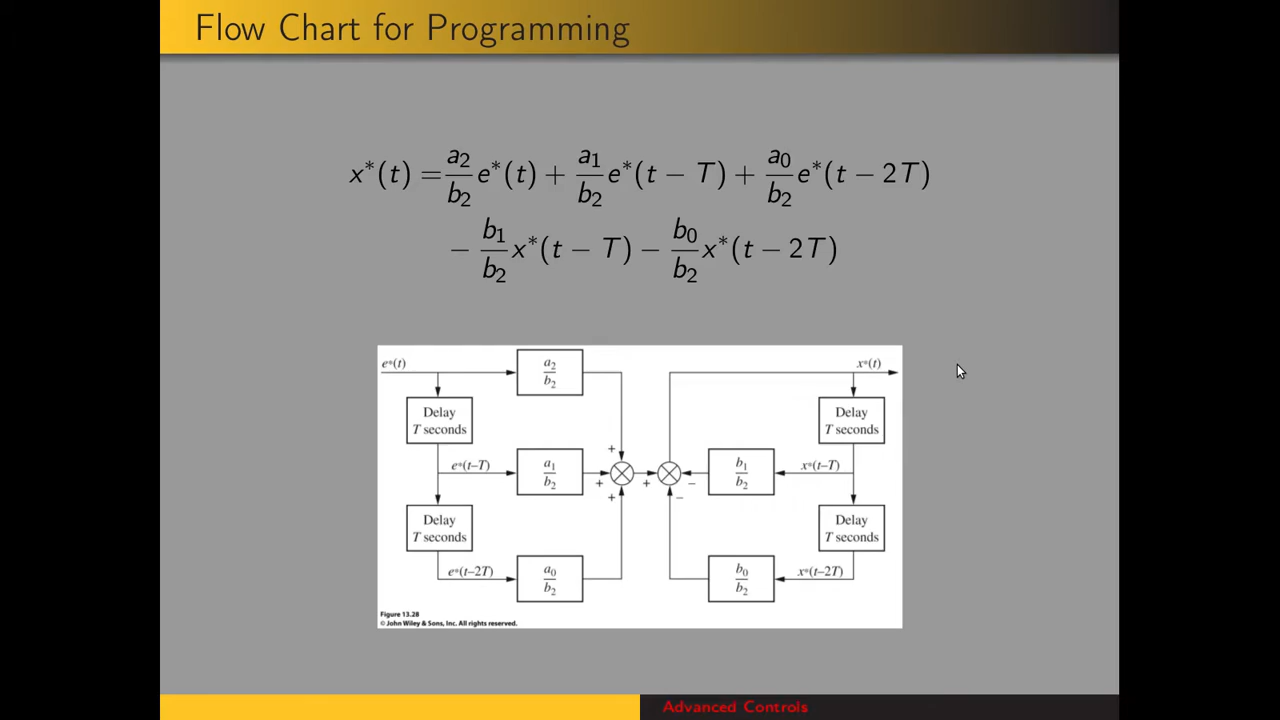 Flow Chart for Programming
x*(t) = a2/b2 e*(t) + a1/b2 e*(t − T) + a0/b2 e*(t − 2T)
− b1/b2 x*(t − T) − b0/b2 x*(t − 2T)
e*(t)
a2
b2
x*(t)
Delay
T seconds
Delay
T seconds
+
e*(t–T)
a1
b2
+
+
−
b1
b2
x*(t–T)
+
−
Delay
T seconds
Delay
T seconds
e*(t–2T)
a0
b2
b0
b2
x*(t–2T)
Figure 13.28
© John Wiley & Sons, Inc. All rights reserved.
Advanced Controls